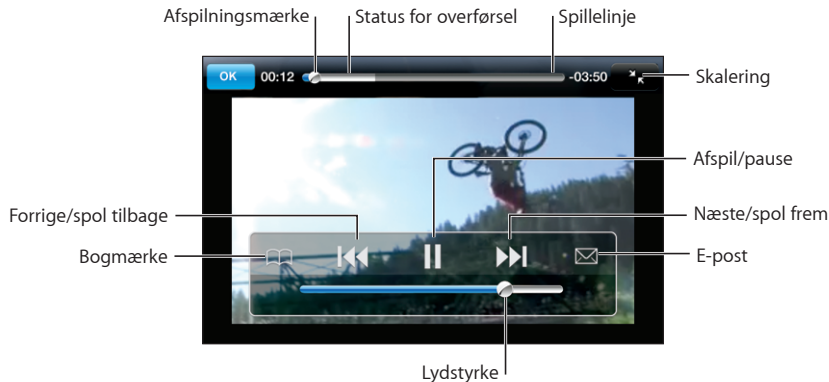 Afspilningsmærke
Status for overførsel
Spillelinje
OK 00:12 -03:50
Skalering
Afspil/pause
Forrige/spol tilbage
Næste/spol frem
Bogmærke
E-post
Lydstyrke